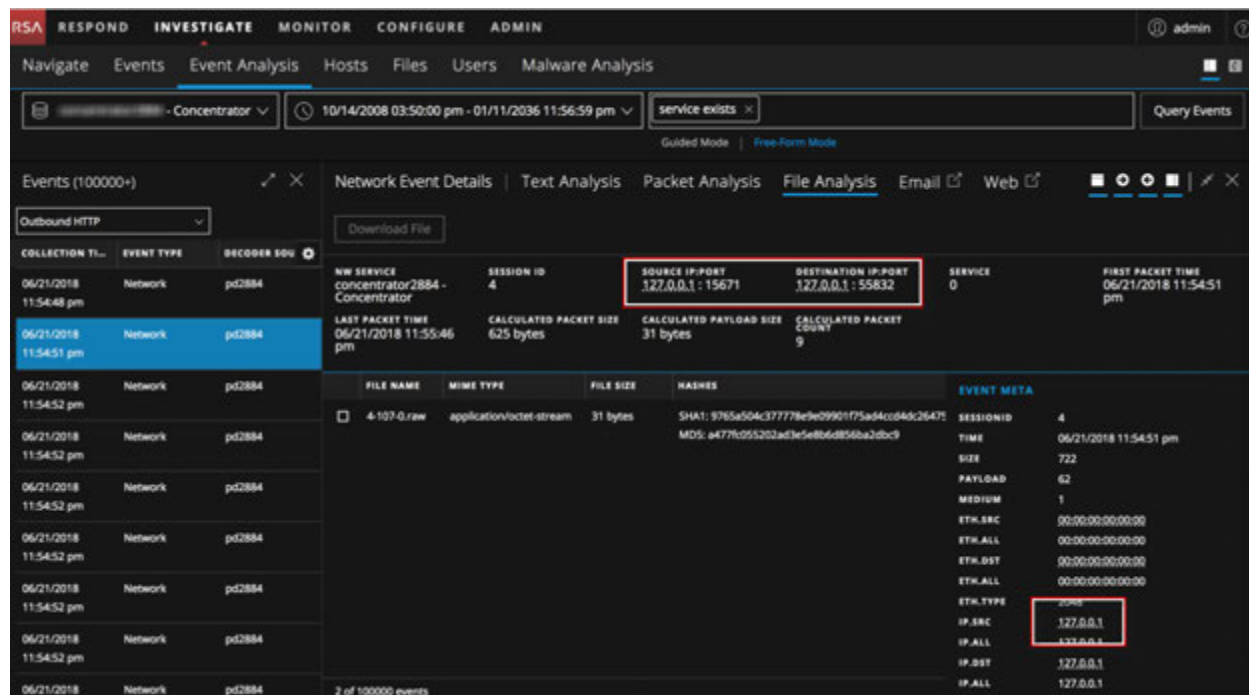 RSA RESPOND INVESTIGATE MONITOR CONFIGURE ADMIN admin
Navigate Events Event Analysis Hosts Files Users Malware Analysis
- Concentrator 10/14/2008 03:50:00 pm - 01/11/2036 11:56:59 pm service exists × Query Events
Guided Mode | Free-Form Mode
Events (100000+) Network Event Details | Text Analysis Packet Analysis File Analysis Email Web
Outbound HTTP
Download File
COLLECTION TI... EVENT TYPE DECODER SOU
NW SERVICE SESSION ID SOURCE IP:PORT DESTINATION IP:PORT SERVICE FIRST PACKET TIME
concentrator2884 - Concentrator 4 127.0.0.1 : 15671 127.0.0.1 : 55832 0 06/21/2018 11:54:51 pm
LAST PACKET TIME CALCULATED PACKET SIZE CALCULATED PAYLOAD SIZE CALCULATED PACKET COUNT
06/21/2018 11:55:46 pm 625 bytes 31 bytes 9
06/21/2018 11:54:48 pm Network pd2884
06/21/2018 11:54:51 pm Network pd2884
06/21/2018 11:54:52 pm Network pd2884
06/21/2018 11:54:52 pm Network pd2884
06/21/2018 11:54:52 pm Network pd2884
06/21/2018 11:54:52 pm Network pd2884
06/21/2018 11:54:52 pm Network pd2884
06/21/2018 11:54:52 pm Network pd2884
06/21/2018 Network pd2884
FILE NAME MIME TYPE FILE SIZE HASHES
4-107-0.raw application/octet-stream 31 bytes
2 of 100000 events
EVENT META
SESSIONID 4
TIME 06/21/2018 11:54:51 pm
SIZE 722
PAYLOAD 62
MEDIUM 1
ETH.SRC 00:00:00:00:00:00
ETH.ALL 00:00:00:00:00:00
ETH.DST 00:00:00:00:00:00
ETH.ALL 00:00:00:00:00:00
ETH.TYPE 2048
IP.SRC 127.0.0.1
IP.ALL 127.0.0.1
IP.DST 127.0.0.1
IP.ALL 127.0.0.1